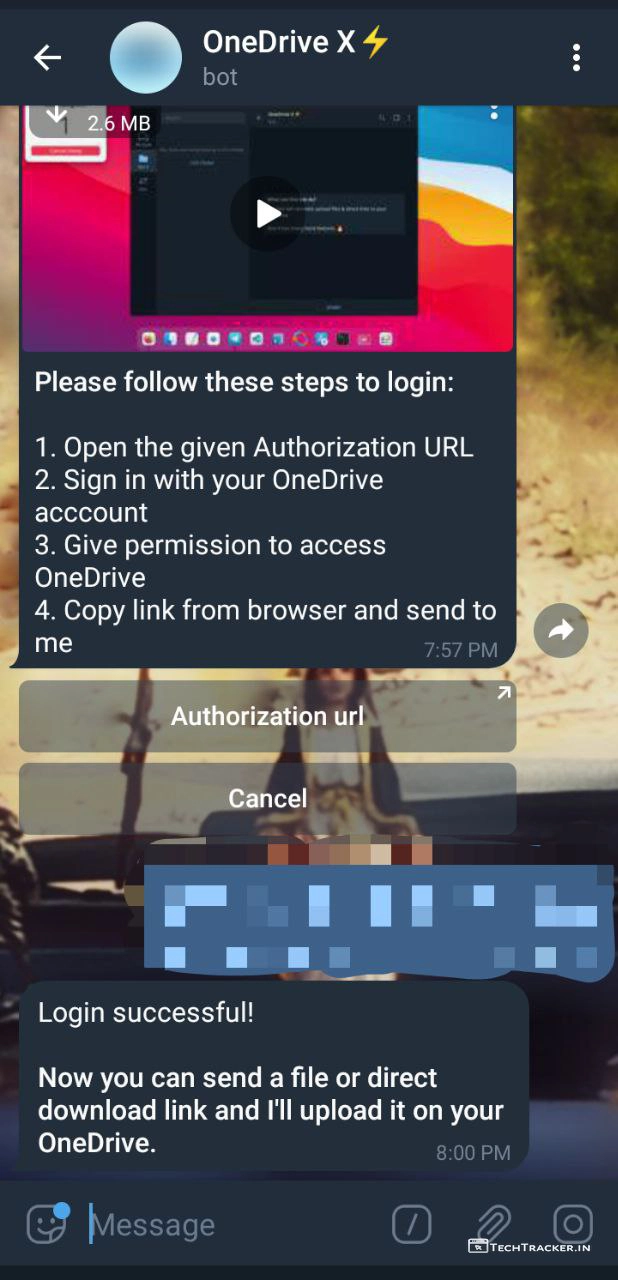 OneDrive X⚡
bot
2.6 MB
Please follow these steps to login:
1. Open the given Authorization URL
2. Sign in with your OneDrive
acccount
3. Give permission to access
OneDrive
4. Copy link from browser and send to
me
7:57 PM
Authorization url
Cancel
Login successful!
Now you can send a file or direct
download link and I'll upload it on your
OneDrive.
8:00 PM
Message
TECHTRACKER.IN